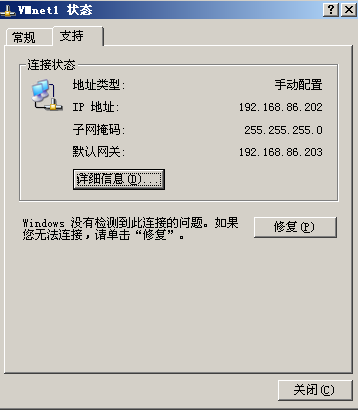 VMnet1 状态
常规
支持
连接状态
地址类型: 手动配置
IP 地址: 192.168.86.202
子网掩码: 255.255.255.0
默认网关: 192.168.86.203
详细信息(D)...
Windows 没有检测到此连接的问题。如果
您无法连接,请单击“修复”。
修复(P)
关闭(C)